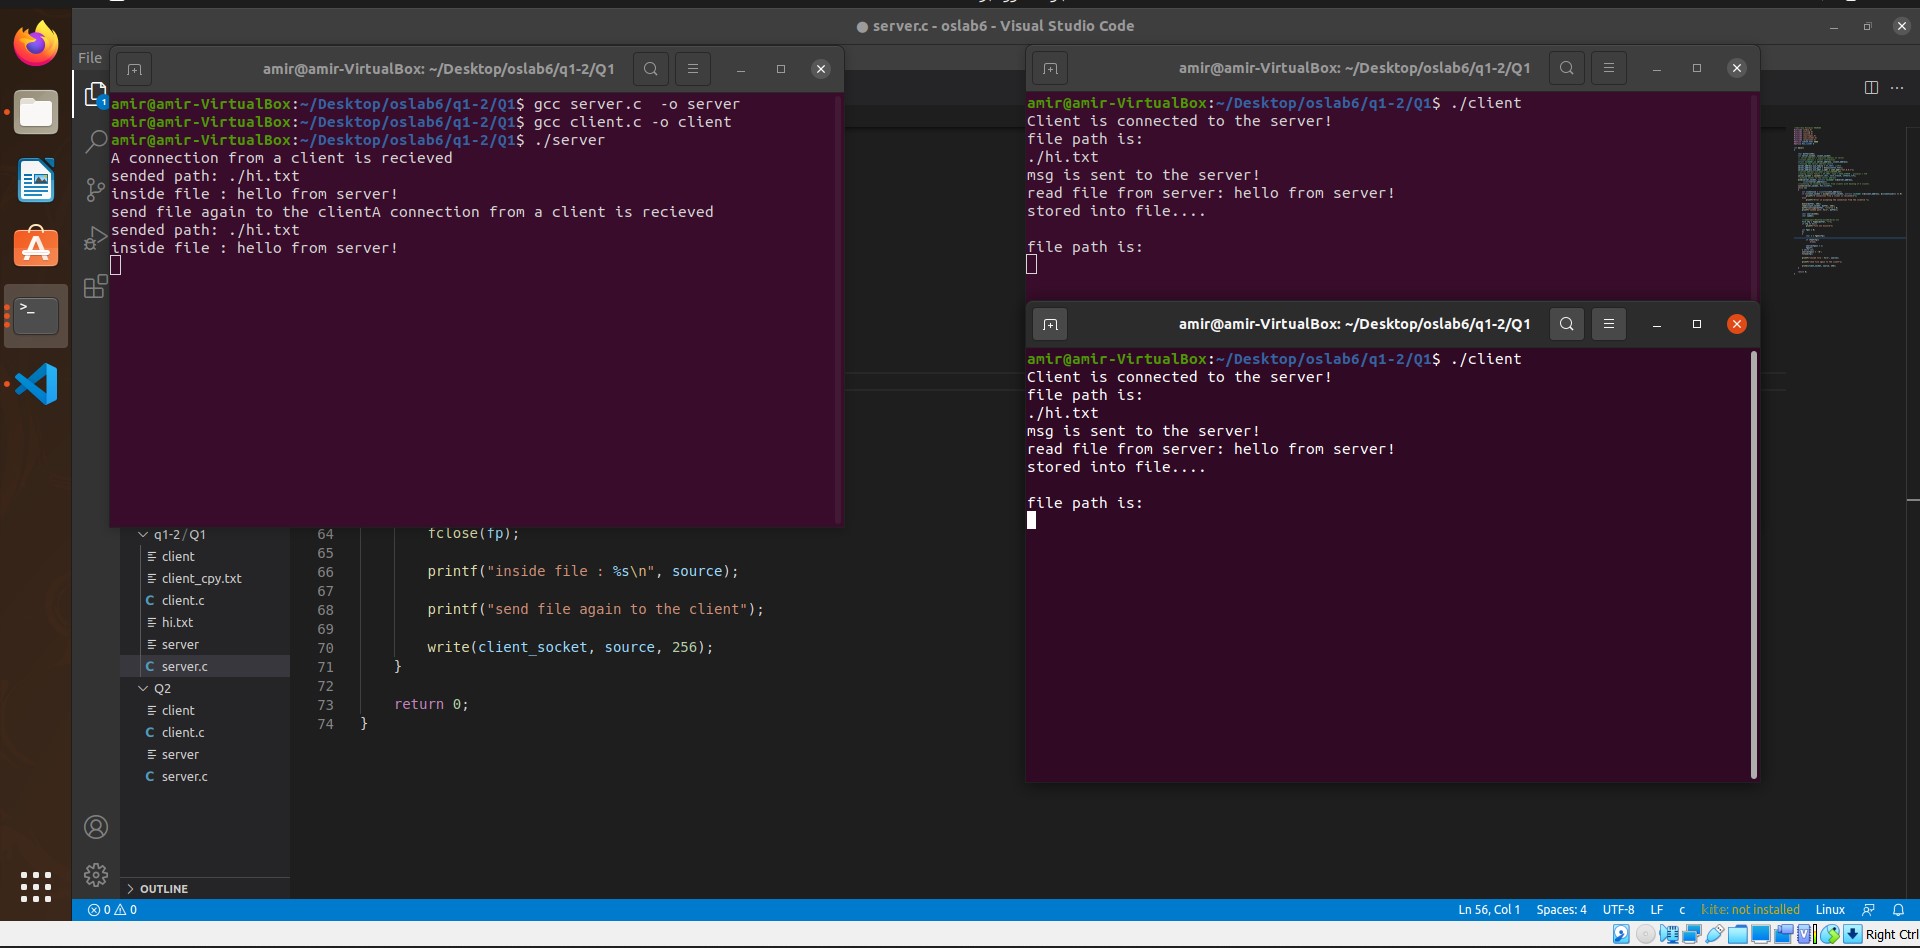 server.c - oslab6 - Visual Studio Code
File
amir@amir-VirtualBox: ~/Desktop/oslab6/q1-2/Q1
amir@amir-VirtualBox:~/Desktop/oslab6/q1-2/Q1$ gcc server.c  -o server
amir@amir-VirtualBox:~/Desktop/oslab6/q1-2/Q1$ gcc client.c -o client
amir@amir-VirtualBox:~/Desktop/oslab6/q1-2/Q1$ ./server
A connection from a client is recieved
sended path: ./hi.txt
inside file : hello from server!
send file again to the clientA connection from a client is recieved
sended path: ./hi.txt
inside file : hello from server!
amir@amir-VirtualBox: ~/Desktop/oslab6/q1-2/Q1
amir@amir-VirtualBox:~/Desktop/oslab6/q1-2/Q1$ ./client
Client is connected to the server!
file path is:
./hi.txt
msg is sent to the server!
read file from server: hello from server!
stored into file....
file path is:
amir@amir-VirtualBox: ~/Desktop/oslab6/q1-2/Q1
amir@amir-VirtualBox:~/Desktop/oslab6/q1-2/Q1$ ./client
Client is connected to the server!
file path is:
./hi.txt
msg is sent to the server!
read file from server: hello from server!
stored into file....
file path is:
1
q1-2 / Q1
client
client_cpy.txt
C client.c
hi.txt
server
C server.c
Q2
client
C client.c
server
C server.c
OUTLINE
64 fclose(fp);
65
66 printf("inside file : %s\n", source);
67
68 printf("send file again to the client");
69
70 write(client_socket, source, 256);
71 }
72
73 return 0;
74 }
0 0
Ln 56, Col 1 Spaces: 4 UTF-8 LF c kite: not installed Linux
Right Ctrl